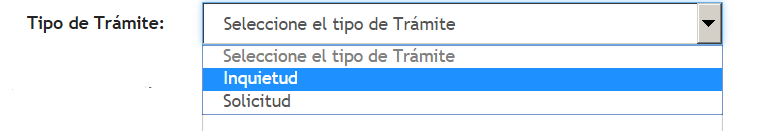 Tipo de Trámite: Seleccione el tipo de Trámite
Seleccione el tipo de Trámite
Inquietud
Solicitud